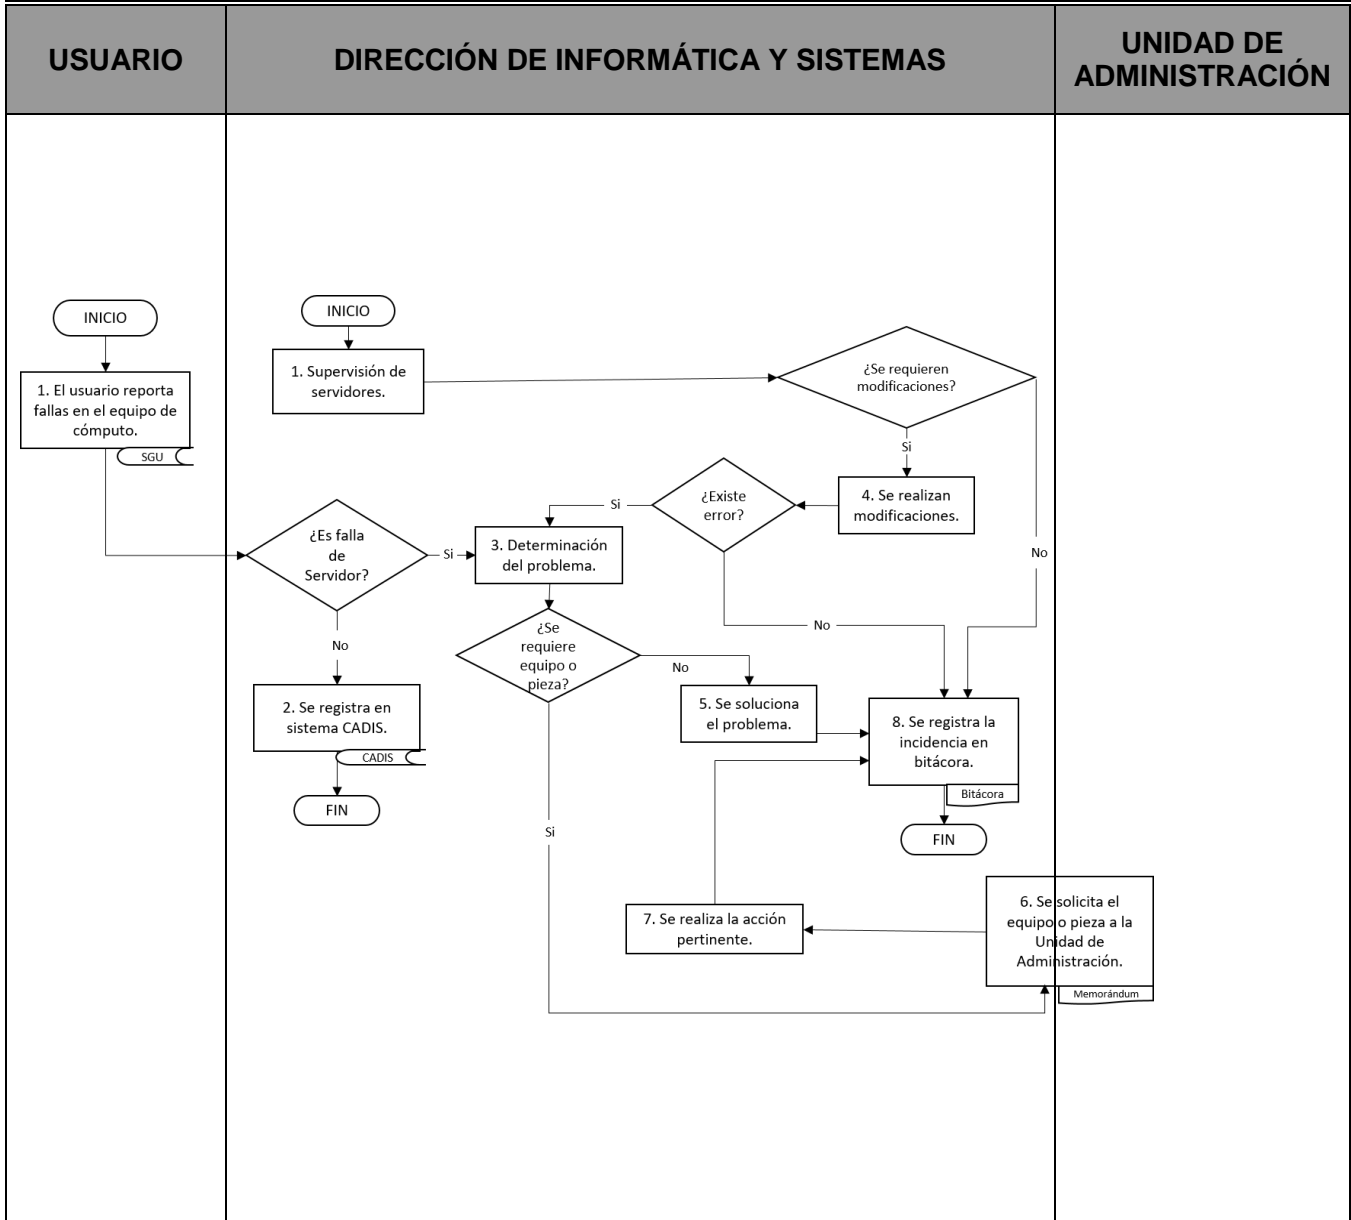 USUARIO
DIRECCIÓN DE INFORMÁTICA Y SISTEMAS
UNIDAD DE
ADMINISTRACIÓN
INICIO
1. El usuario reporta
fallas en el equipo de
cómputo.
SGU
INICIO
1. Supervisión de
servidores.
¿Se requieren
modificaciones?
Si
No
4. Se realizan
modificaciones.
¿Existe
error?
Si
No
¿Es falla
de
Servidor?
Si
No
3. Determinación
del problema.
¿Se
requiere
equipo o
pieza?
No
Si
2. Se registra en
sistema CADIS.
CADIS
FIN
5. Se soluciona
el problema.
8. Se registra la
incidencia en
bitácora.
Bitácora
FIN
6. Se solicita el
equipo o pieza a la
Unidad de
Administración.
Memorándum
7. Se realiza la acción
pertinente.